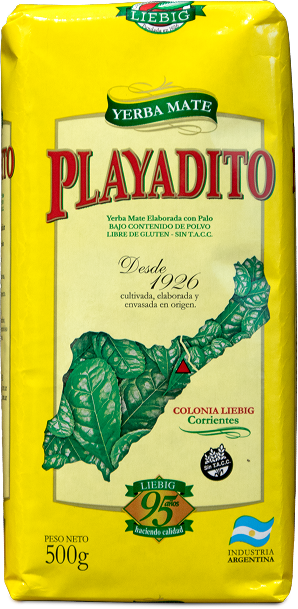 LIEBIG
YERBA MATE
PLAYADITO
Yerba Mate Elaborada con Palo
BAJO CONTENIDO DE POLVO
LIBRE DE GLUTEN - SIN T.A.C.C.
Desde
1926
cultivada, elaborada y
envasada en origen.
COLONIA LIEBIG
Corrientes
Sin T.A.C.C.
LIEBIG
95 años
haciendo calidad
PESO NETO
500g
INDUSTRIA
ARGENTINA